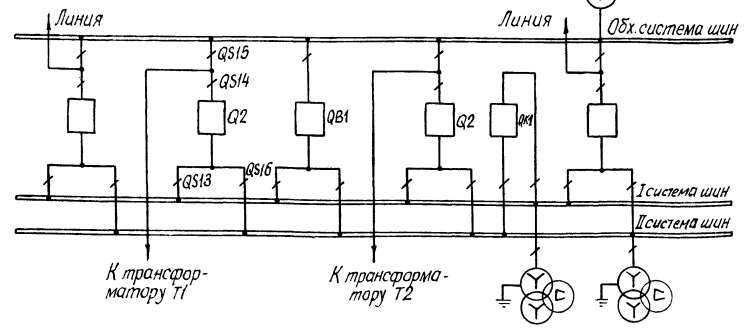 Линия
Линия
Обх. система шин
QS15
QS14
Q2
QB1
Q2
QK1
QS13
QS16
I система шин
II система шин
К трансфор-
матору Т1
К трансформа-
тору Т2